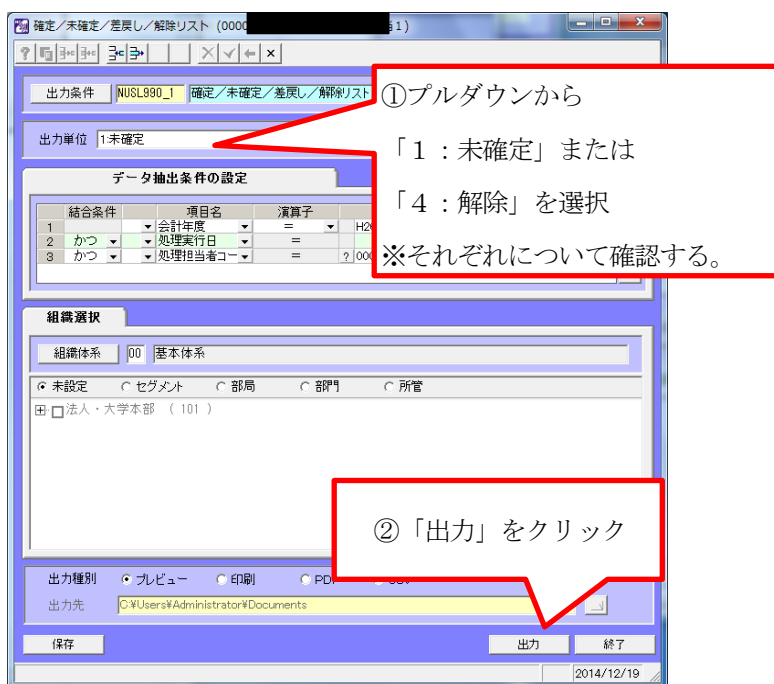 確定／未確定／差戻し／解除リスト (0000 当1)
出力条件 NUSL990_1 確定／未確定／差戻し／解除リスト
出力単位 1:未確定
①プルダウンから
「１：未確定」または
「４：解除」を選択
※それぞれについて確認する。
データ抽出条件の設定
結合条件 項目名 演算子
1 会計年度 = H2
2 かつ 処理実行日 =
3 かつ 処理担当者コー = ? 000
組織選択
組織体系 00 基本体系
未設定 セグメント 部局 部門 所管
法人・大学本部 ( 101 )
②「出力」をクリック
出力種別 プレビュー 印刷 PDF
出力先 C:¥Users¥Administrator¥Documents
保存 出力 終了
2014/12/19